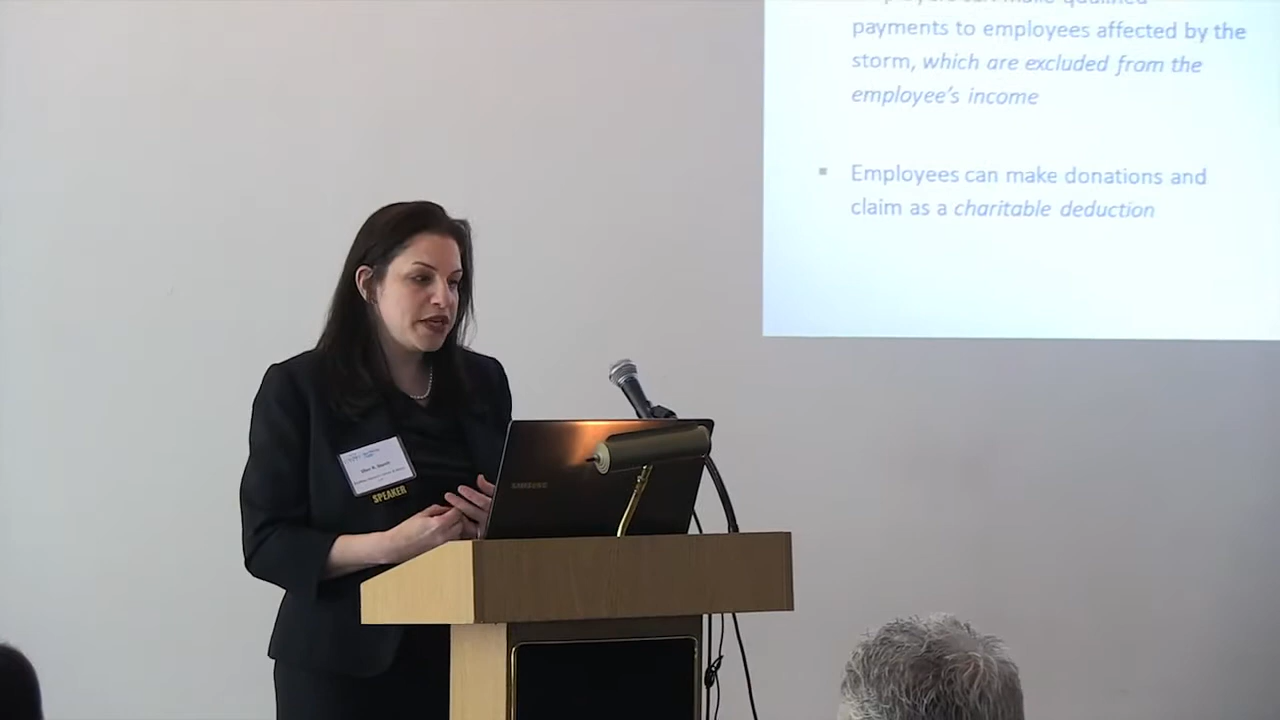 payments to employees affected by the
storm, which are excluded from the
employee's income
Employees can make donations and
claim as a charitable deduction
SAMSUNG
SPEAKER